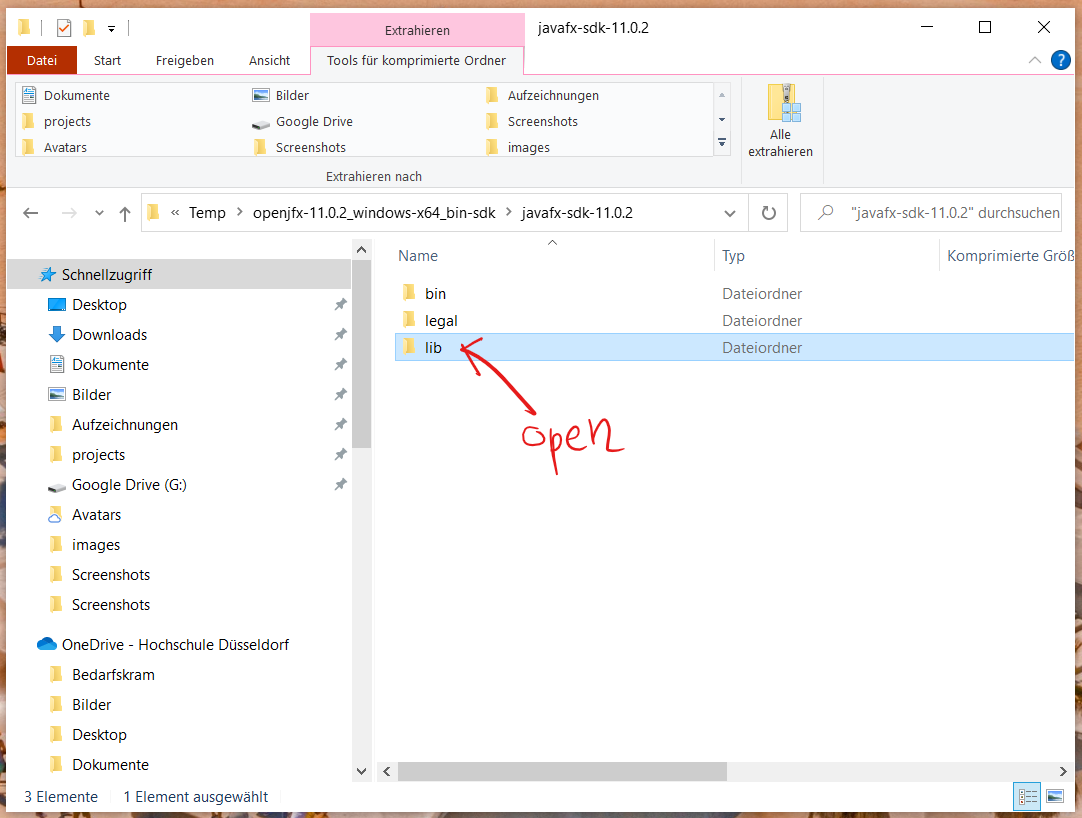 Extrahieren
javafx-sdk-11.0.2
Datei
Start
Freigeben
Ansicht
Tools für komprimierte Ordner
?
Dokumente
Bilder
Aufzeichnungen
projects
Google Drive
Screenshots
Avatars
Screenshots
images
Alle
extrahieren
Extrahieren nach
« Temp > openjfx-11.0.2_windows-x64_bin-sdk > javafx-sdk-11.0.2
"javafx-sdk-11.0.2" durchsuchen
Schnellzugriff
Desktop
Downloads
Dokumente
Bilder
Aufzeichnungen
projects
Google Drive (G:)
Avatars
images
Screenshots
Screenshots
OneDrive - Hochschule Düsseldorf
Bedarfskram
Bilder
Desktop
Dokumente
Name
Typ
Komprimierte Größ
bin
Dateiordner
legal
Dateiordner
lib
Dateiordner
open
3 Elemente
1 Element ausgewählt